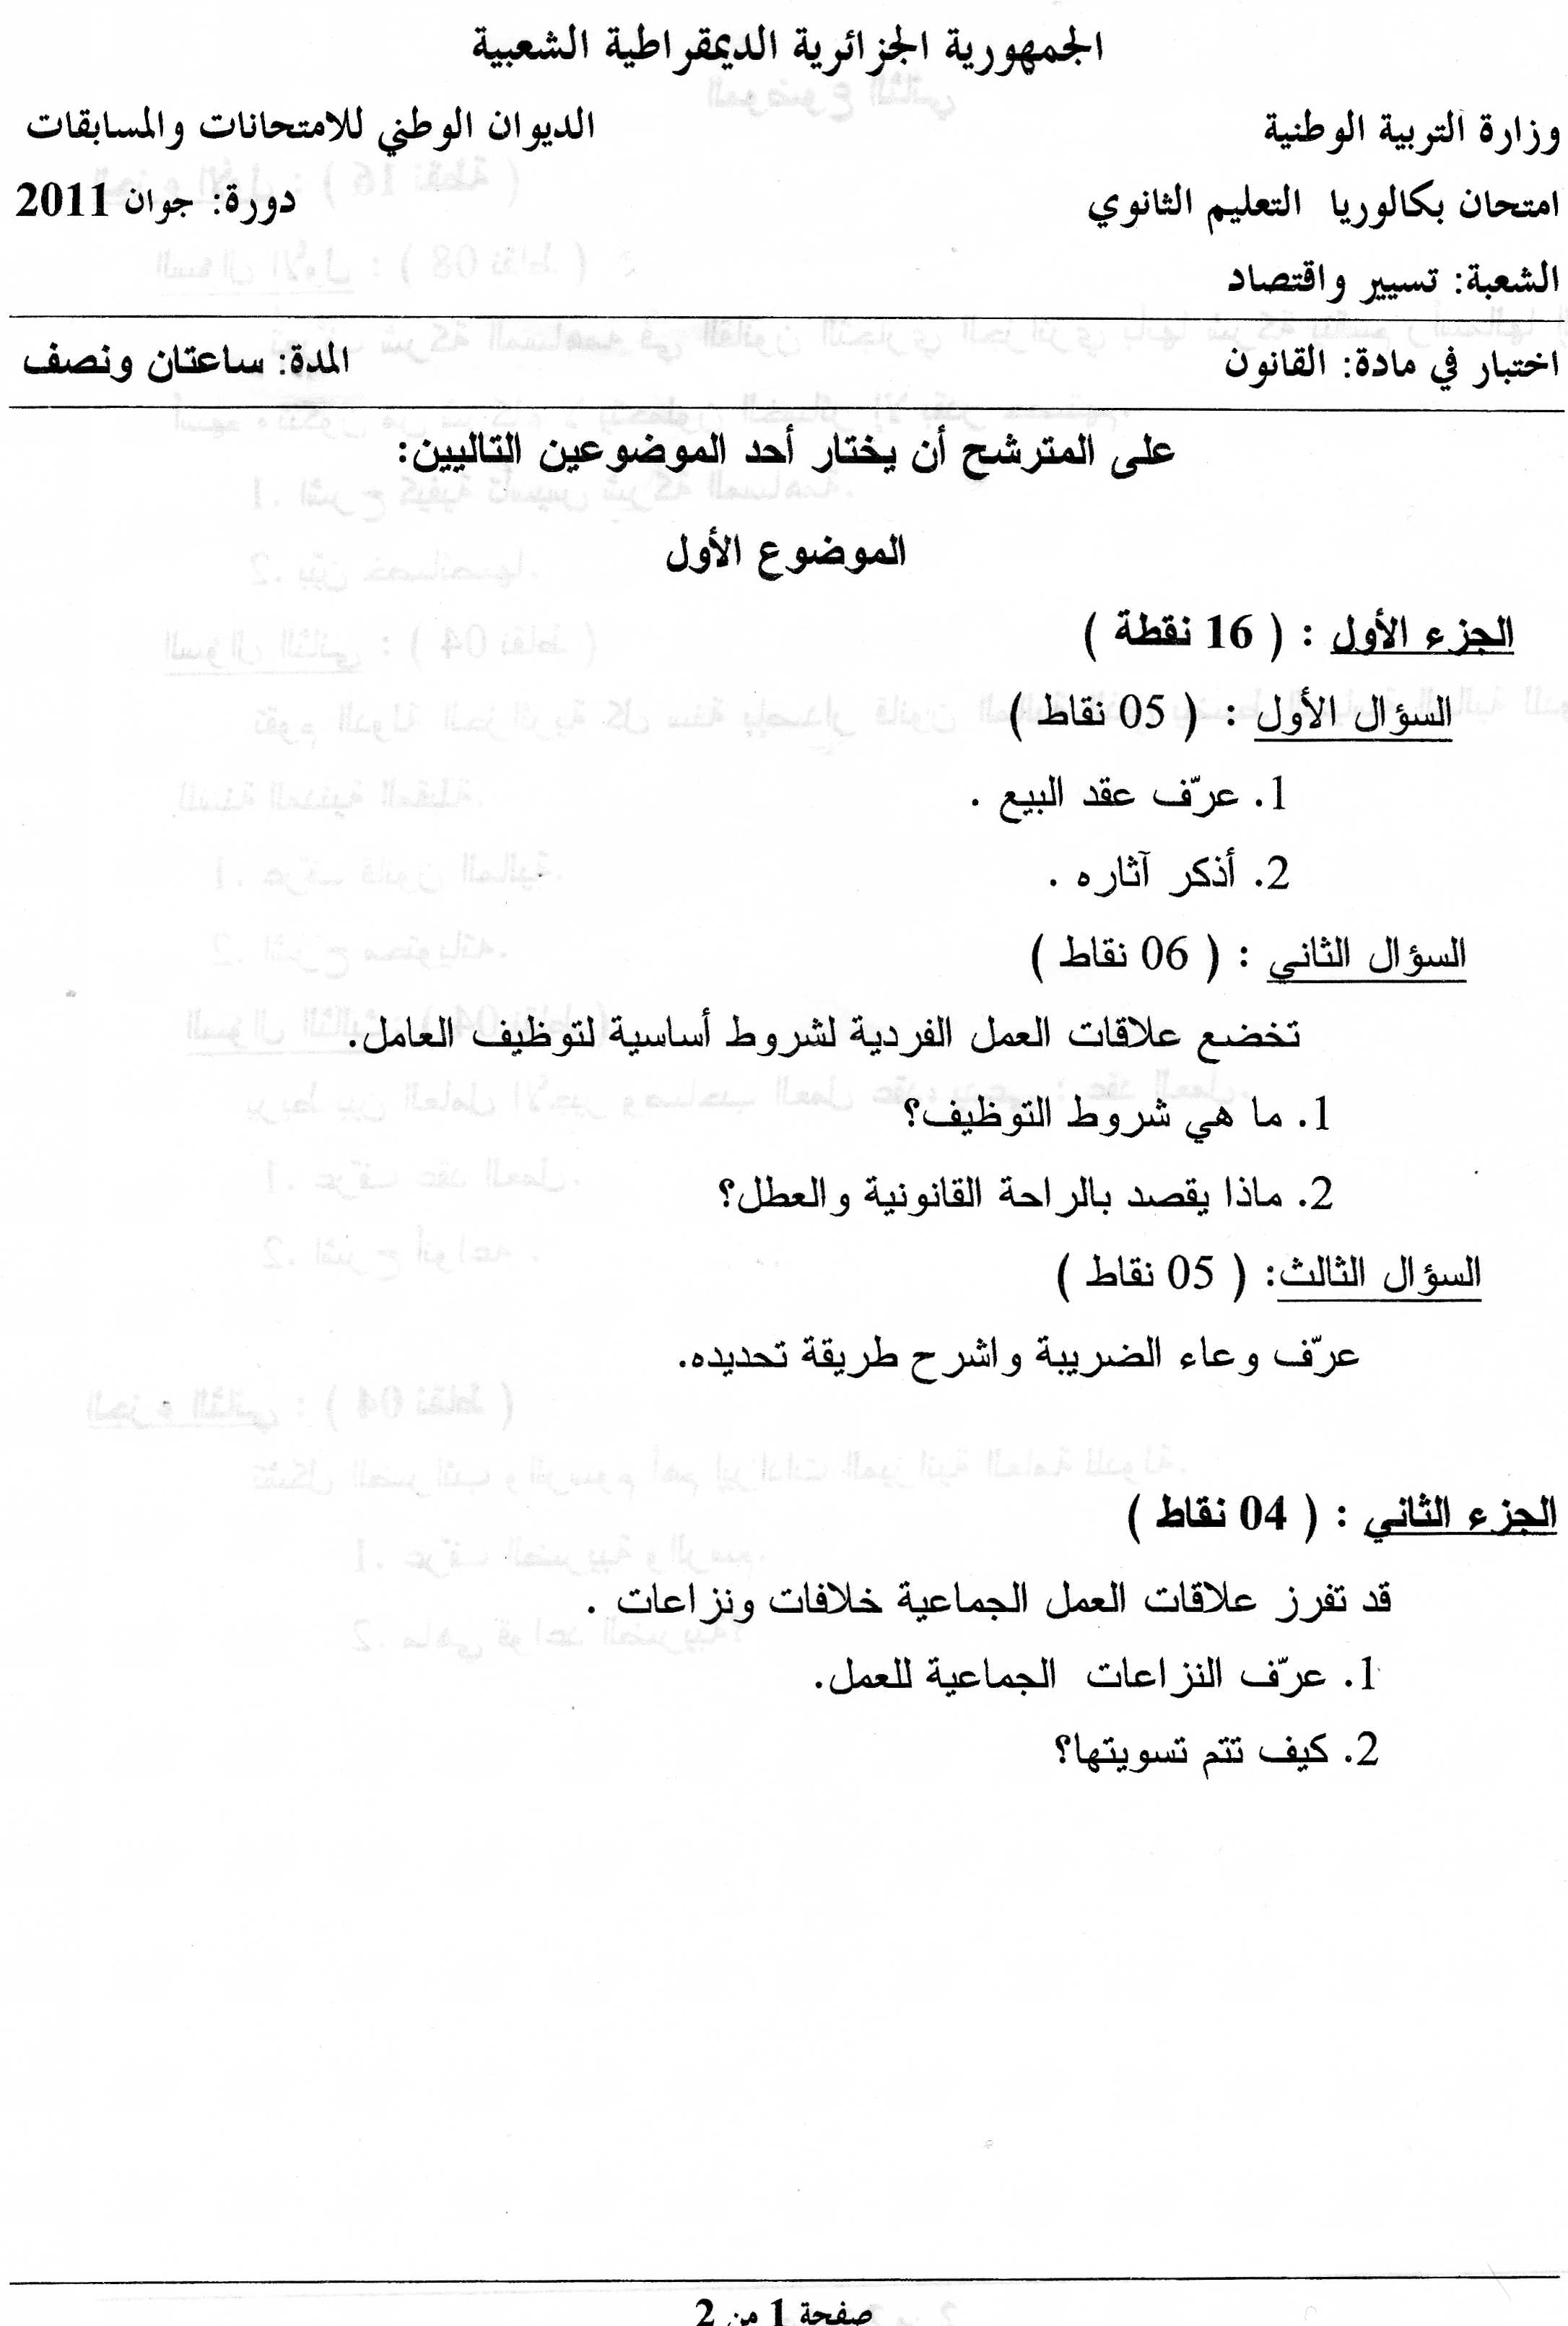 الجمهورية الجزائرية الديمقراطية الشعبية
وزارة التربية الوطنية الديوان الوطني للامتحانات والمسابقات
امتحان بكالوريا التعليم الثانوي دورة: جوان 2011
الشعبة: تسيير واقتصاد
اختبار في مادة: القانون المدة: ساعتان ونصف
على المترشح أن يختار أحد الموضوعين التاليين:
الموضوع الأول
الجزء الأول : ( 16 نقطة )
السؤال الأول : ( 05 نقاط )
1. عرّف عقد البيع .
2. أذكر آثاره .
السؤال الثاني : ( 06 نقاط )
تخضع علاقات العمل الفردية لشروط أساسية لتوظيف العامل.
1. ما هي شروط التوظيف؟
2. ماذا يقصد بالراحة القانونية والعطل؟
السؤال الثالث: ( 05 نقاط )
عرّف وعاء الضريبة واشرح طريقة تحديده.
الجزء الثاني : ( 04 نقاط )
قد تفرز علاقات العمل الجماعية خلافات ونزاعات .
1. عرّف النزاعات الجماعية للعمل.
2. كيف تتم تسويتها؟
صفحة 1 من 2